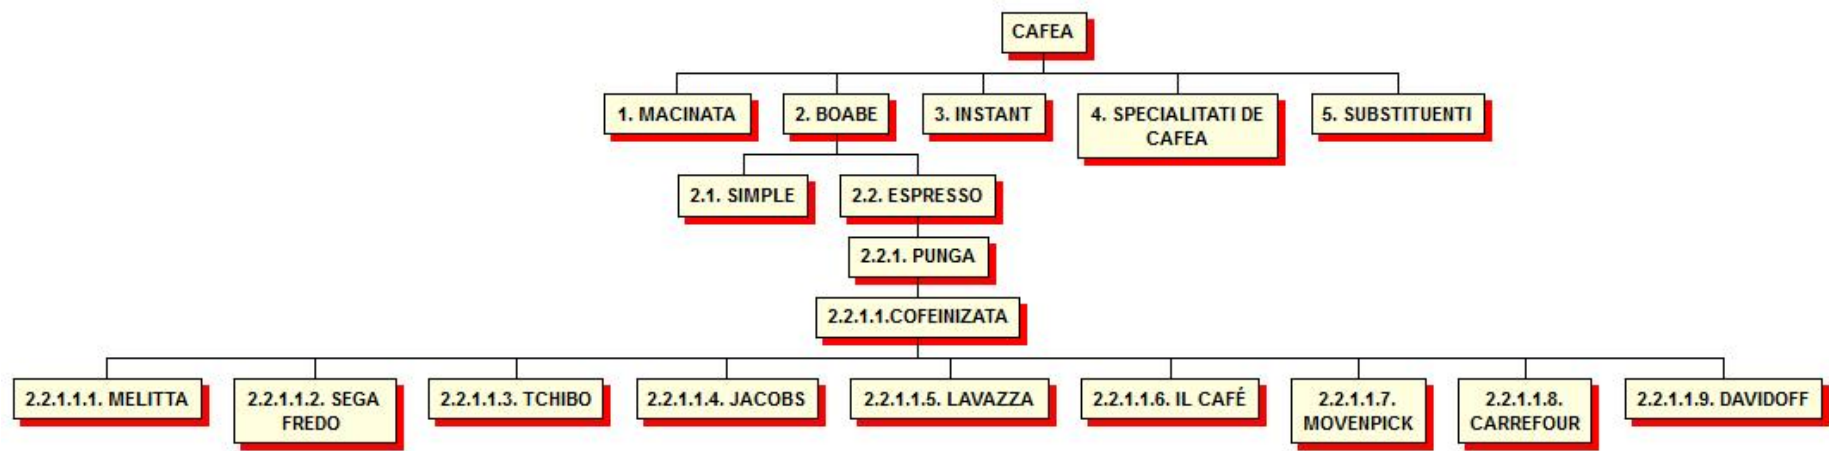 CAFEA
1. MACINATA
2. BOABE
3. INSTANT
4. SPECIALITATI DE
CAFEA
5. SUBSTITUENTI
2.1. SIMPLE
2.2. ESPRESSO
2.2.1. PUNGA
2.2.1.1.COFEINIZATA
2.2.1.1.1. MELITTA
2.2.1.1.2. SEGA
FREDO
2.2.1.1.3. TCHIBO
2.2.1.1.4. JACOBS
2.2.1.1.5. LAVAZZA
2.2.1.1.6. IL CAFÉ
2.2.1.1.7.
MOVENPICK
2.2.1.1.8.
CARREFOUR
2.2.1.1.9. DAVIDOFF